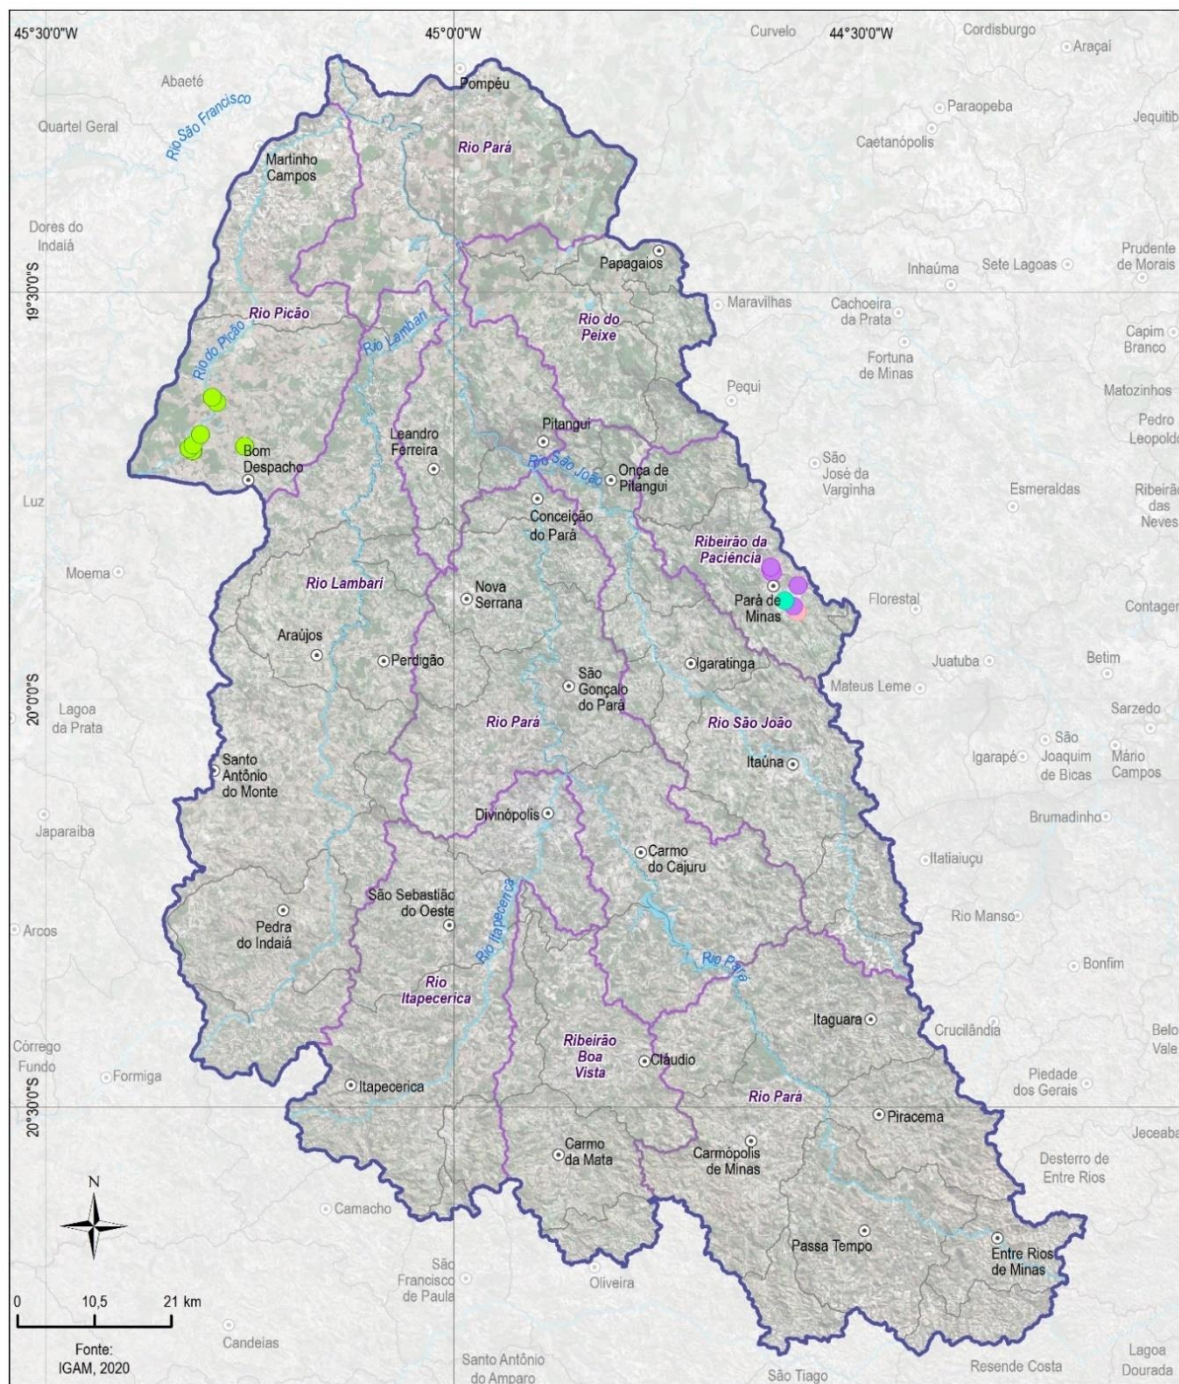 45°30'0"W
45°0'0"W
44°30'0"W
Curvelo
Cordisburgo
Araçaí
Abaeté
Pompéu
Rio São Francisco
Quartel Geral
Paraopeba
Caetanópolis
Jequitib
Martinho
Campos
Rio Pará
Dores do
Indaiá
19°30'0"S
Papagaios
Inhaúma
Sete Lagoas
Prudente
de Morais
Maravilhas
Cachoeira
da Prata
Rio Picão
Rio do Picão
Rio Lambari
Rio do
Peixe
Fortuna
de Minas
Capim
Branco
Pequi
Matozinhos
Pedro
Leopoldo
Leandro
Ferreira
Pitangui
Bom
Despacho
Rio São João
Onça de
Pitangui
São
José da
Varginha
Luz
Esmeraldas
Ribeirão
das
Neves
Conceição
do Pará
Ribeirão da
Paciência
Moema
Rio Lambari
Nova
Serrana
Pará de
Minas
Florestal
Contagem
Araújos
Perdigão
Igaratinga
Juatuba
Betim
20°0'0"S
Lagoa
da Prata
São
Gonçalo
do Pará
Mateus Leme
Rio Pará
Rio São João
Sarzedo
Santo
Antônio
do Monte
Itaúna
Igarapé
São
Joaquim
de Bicas
Mário
Campos
Japaraíba
Divinópolis
Brumadinho
Carmo
do Cajuru
Itatiaiuçu
São Sebastião
do Oeste
Rio Itapecerica
Pedra
do Indaiá
Arcos
Rio Manso
Rio Pará
Bonfim
Rio
Itapecerica
Itaguara
Crucilândia
Belo
Vale
Córrego
Fundo
Formiga
Ribeirão
Boa
Vista
Cláudio
Itapecerica
Rio Pará
Piedade
dos Gerais
20°30'0"S
Piracema
Jeceaba
Carmo
da Mata
Carmópolis
de Minas
Desterro de
Entre Rios
N
Camacho
Passa Tempo
Entre Rios
de Minas
São
Francisco
de Paula
Oliveira
0 10,5 21 km
Candeias
Fonte:
IGAM, 2020
Santo Antônio
do Amparo
São Tiago
Resende Costa
Lagoa
Dourada